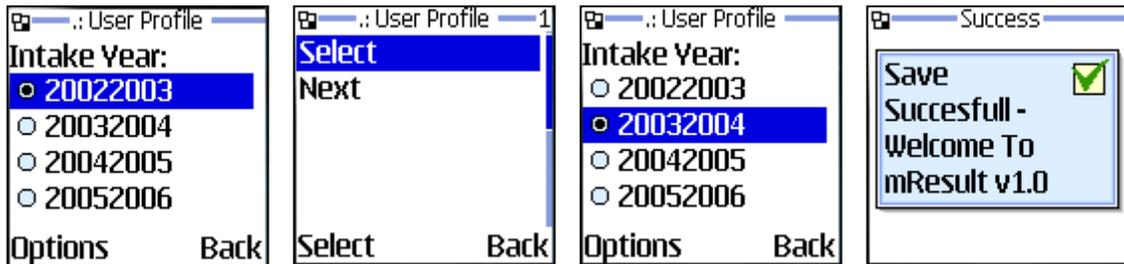 .: User Profile
Intake Year:
20022003
20032004
20042005
20052006
Options Back
.: User Profile 1
Select
Next
Select Back
.: User Profile
Intake Year:
20022003
20032004
20042005
20052006
Options Back
Success
Save
Succesfull -
Welcome To
mResult v1.0